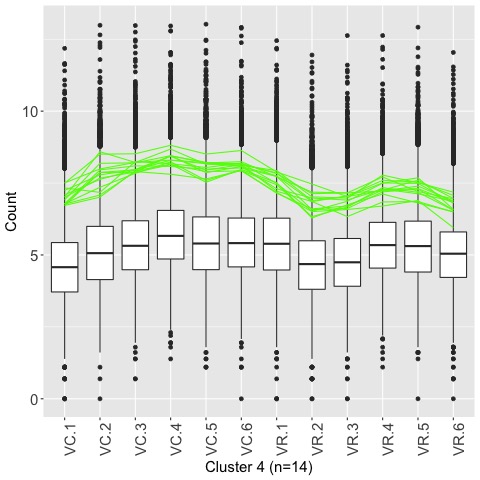 Count
10
5
0
VC.1
VC.2
VC.3
VC.4
VC.5
VC.6
VR.1
VR.2
VR.3
VR.4
VR.5
VR.6
Cluster 4 (n=14)